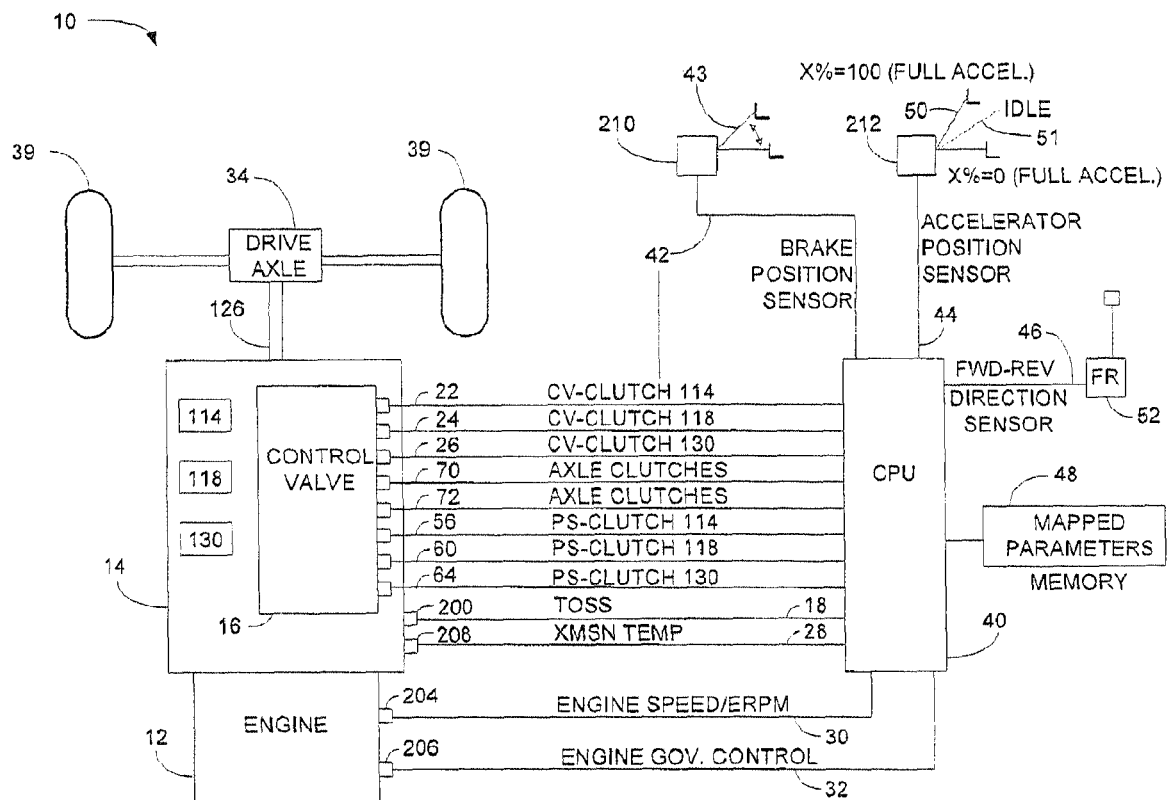 10
39
34
39
DRIVE
AXLE
126
43
210
42
X%=100 (FULL ACCEL.)
50
IDLE
51
212
X%=0 (FULL ACCEL.)
BRAKE
POSITION
SENSOR
ACCELERATOR
POSITION
SENSOR
44
46
FWD-REV
DIRECTION
SENSOR
FR
52
114
118
130
CONTROL
VALVE
14
16
22 CV-CLUTCH 114
24 CV-CLUTCH 118
26 CV-CLUTCH 130
70 AXLE CLUTCHES
72 AXLE CLUTCHES
56 PS-CLUTCH 114
60 PS-CLUTCH 118
64 PS-CLUTCH 130
200 TOSS 18
208 XMSN TEMP 28
CPU
40
48
MAPPED
PARAMETERS
MEMORY
12
ENGINE
204 ENGINE SPEED/ERPM 30
206 ENGINE GOV. CONTROL 32